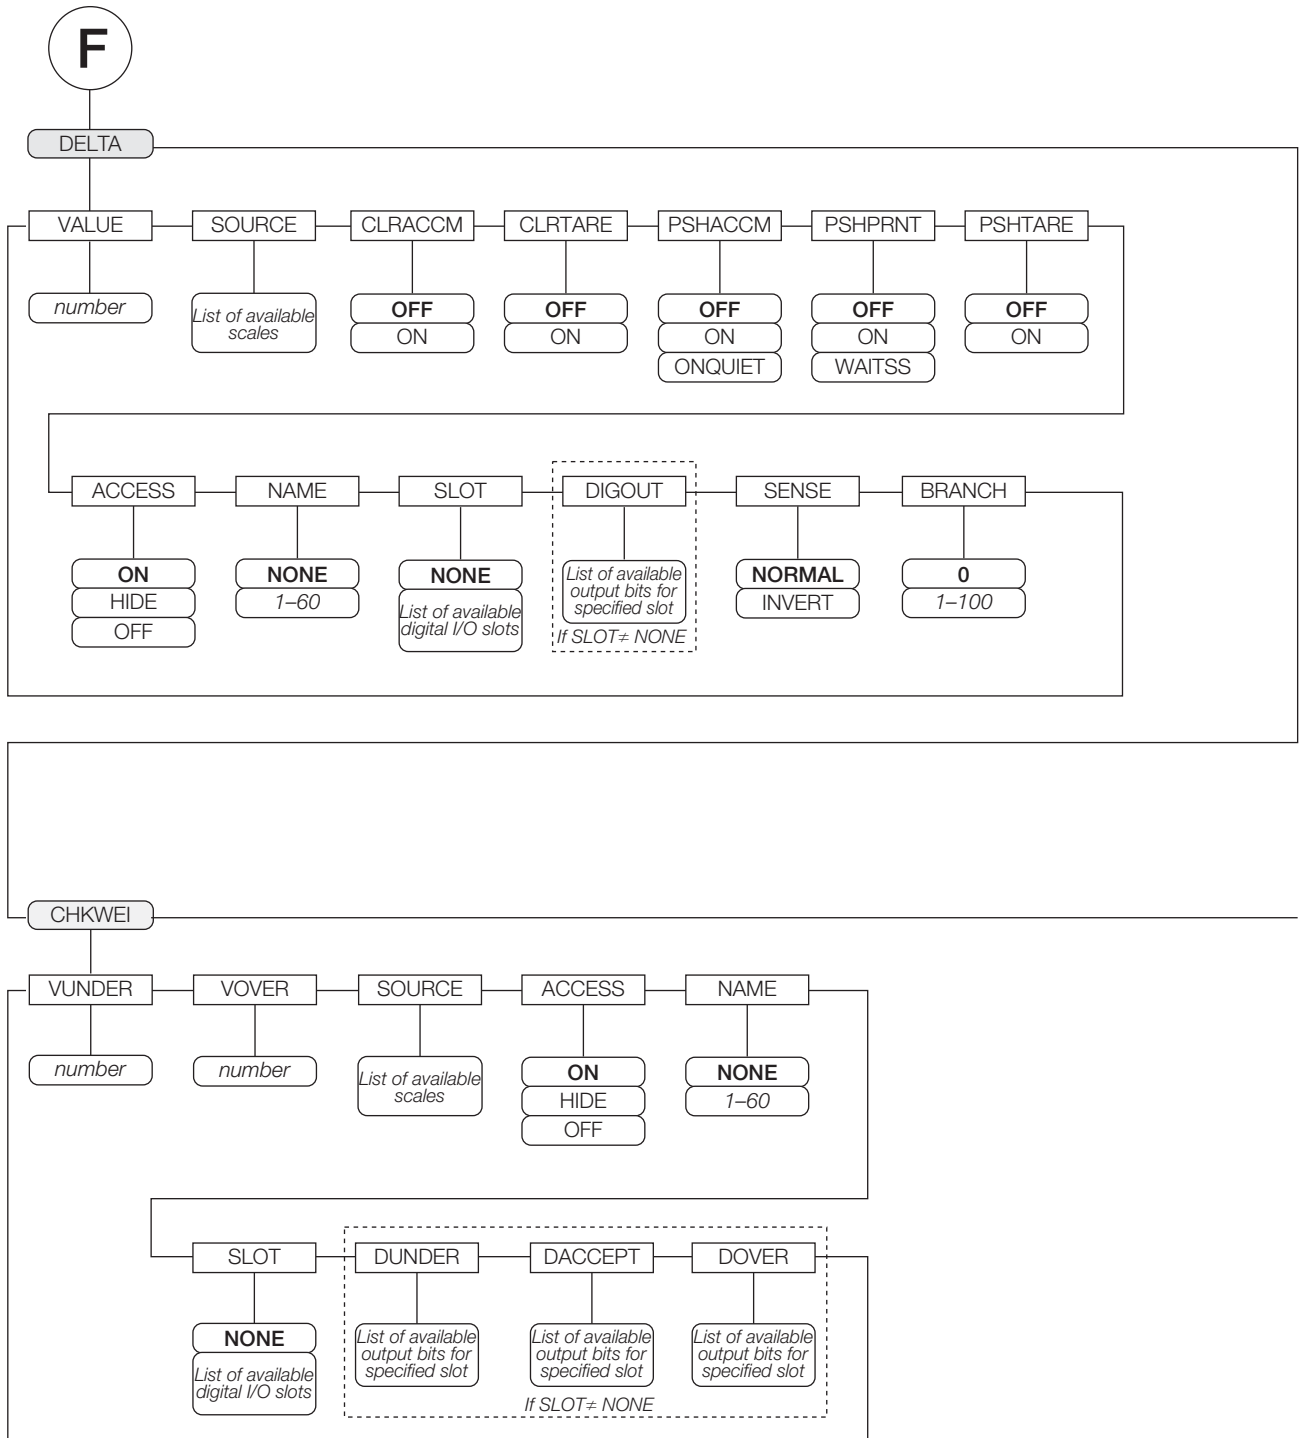 F
DELTA
VALUE SOURCE CLRACCM CLRTARE PSHACCM PSHPRNT PSHTARE
number
List of available
scales
OFF
ON
OFF
ON
OFF
ON
ONQUIET
OFF
ON
WAITSS
OFF
ON
ACCESS NAME SLOT DIGOUT SENSE BRANCH
ON
HIDE
OFF
NONE
1–60
NONE
List of available
digital I/O slots
List of available
output bits for
specified slot
If SLOT≠ NONE
NORMAL
INVERT
0
1–100
CHKWEI
VUNDER VOVER SOURCE ACCESS NAME
number
number
List of available
scales
ON
HIDE
OFF
NONE
1–60
SLOT DUNDER DACCEPT DOVER
NONE
List of available
digital I/O slots
List of available
output bits for
specified slot
List of available
output bits for
specified slot
List of available
output bits for
specified slot
If SLOT≠ NONE